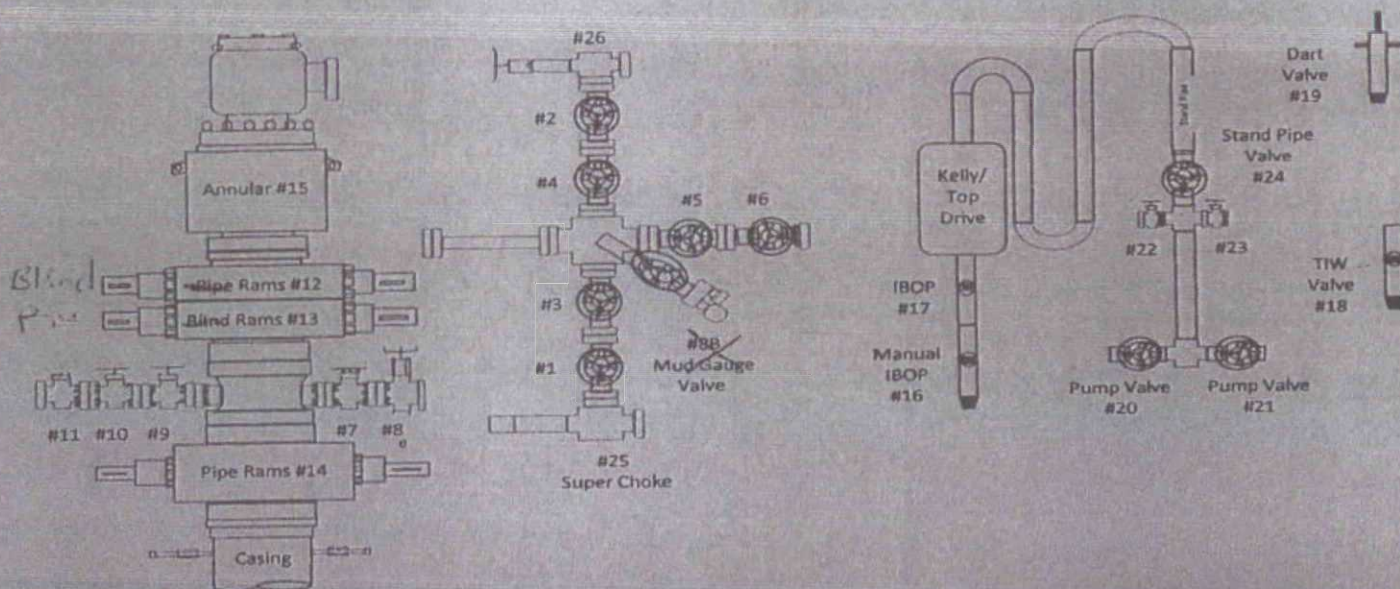 #26
#2
#4
#5 #6
#3
#1
#8B
Mud Gauge
Valve
#25
Super Choke
Annular #15
Blind
Pipe Rams #12
Blind Rams #13
#11 #10 #9 #7 #8
Pipe Rams #14
Casing
Kelly/
Top
Drive
IBOP
#17
Manual
IBOP
#16
Stand Pipe
Stand Pipe
Valve
#24
#22 #23
Pump Valve
#20
Pump Valve
#21
Dart
Valve
#19
TIW
Valve
#18